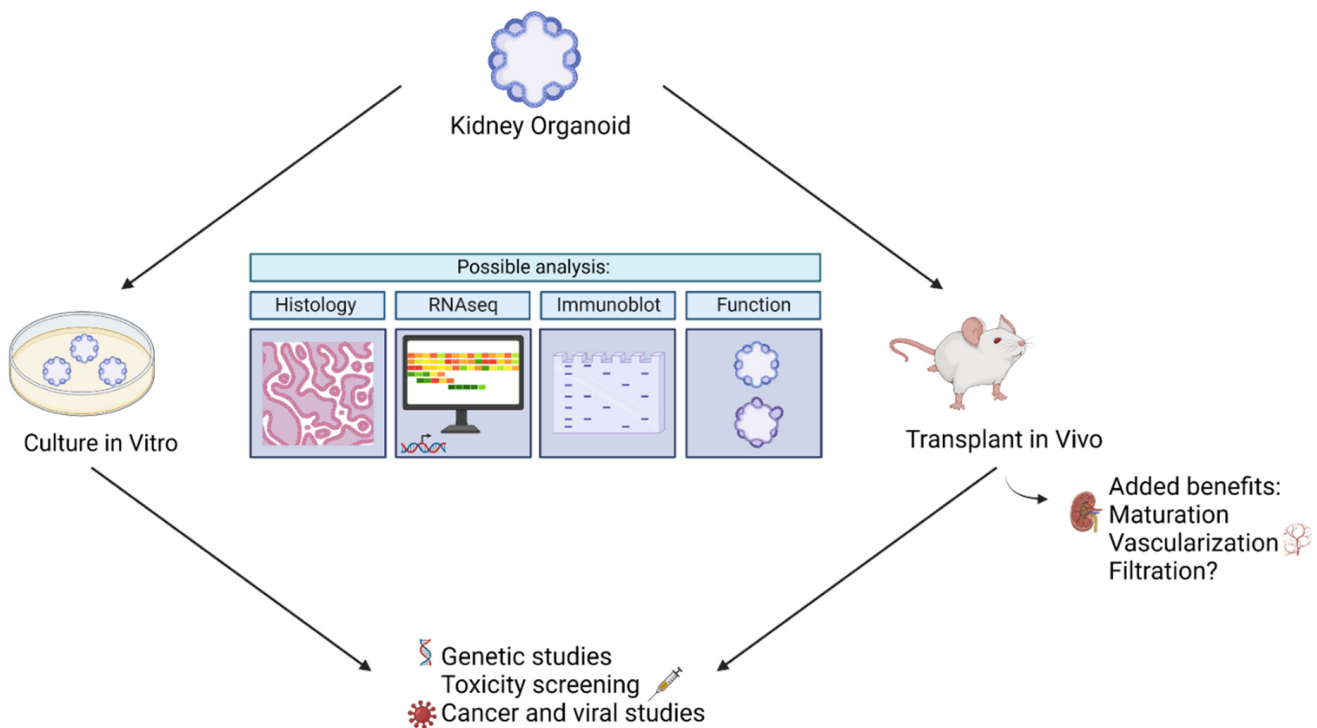 Kidney Organoid
Possible analysis:
Histology
RNAseq
Immunoblot
Function
Culture in Vitro
Transplant in Vivo
Added benefits:
Maturation
Vascularization
Filtration?
Genetic studies
Toxicity screening
Cancer and viral studies